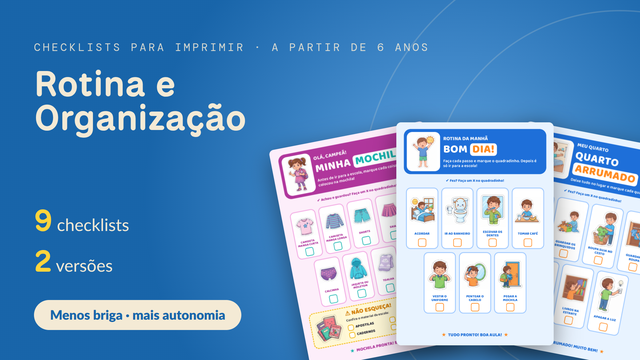 CHECKLISTS PARA IMPRIMIR · A PARTIR DE 6 ANOS
Rotina e
Organização
9 checklists
2 versões
Menos briga · mais autonomia
OLÁ, CAMPEÃ!
MINHA MOCHILA
ROTINA DA MANHÃ
BOM DIA!
Faça cada passo e marque o quadradinho. Depois é
só ir para a escola!
ACORDAR
IR AO BANHEIRO
ESCOVAR OS
DENTES
TOMAR CAFÉ
VESTIR O
UNIFORME
PENTEAR O
CABELO
PEGAR A
MOCHILA
TUDO PRONTO! BOA AULA!
MEU QUARTO
QUARTO
ARRUMADO
NÃO ESQUEÇA!
APOSTILAS
CADERNOS